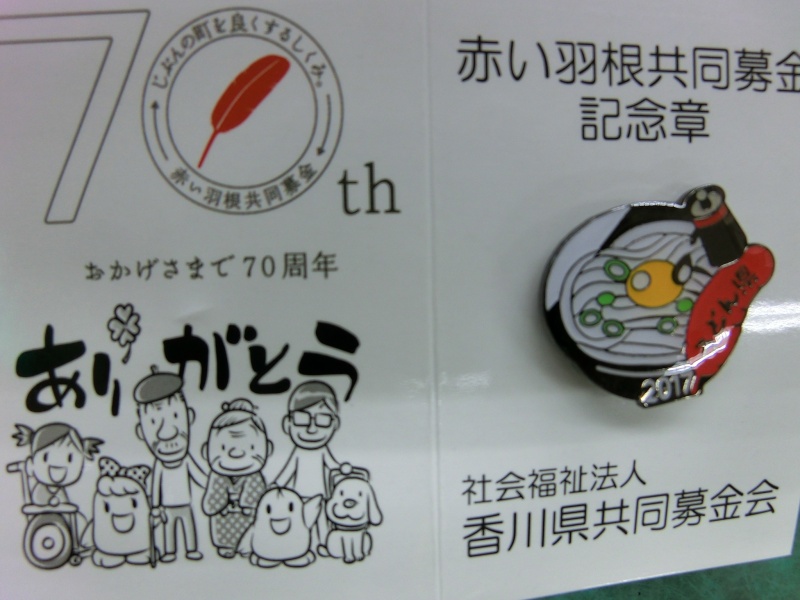 70th
じぶんの町を良くするしくみ。
赤い羽根共同募金
おかげさまで70周年
ありがとう
赤い羽根共同募金
記念章
どん県
2017
社会福祉法人
香川県共同募金会